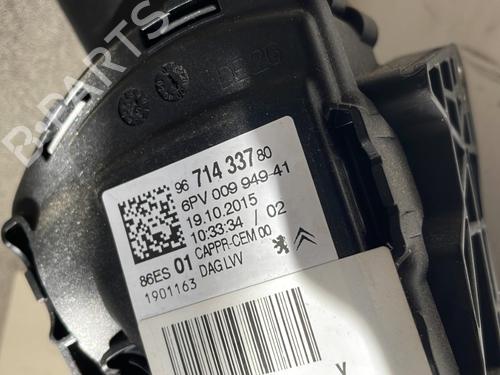 B-PARTS
96 714 337 80
6PV 009 949-41
19.10.2015
10:33:34 / 02
CAPPR-CEM 00
86ES 01 DAG LVV
1901163